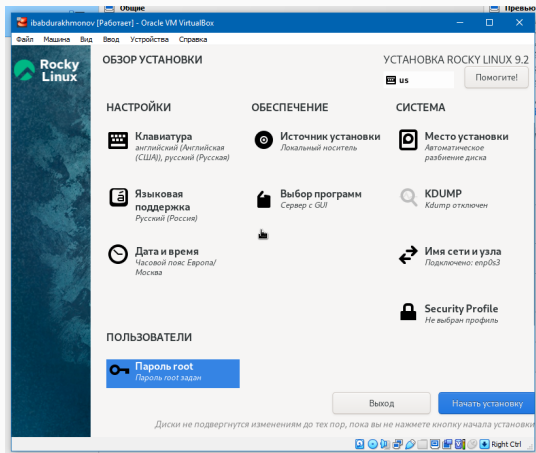 Общие
Превью
ibabdurakhmonov [Работает] - Oracle VM VirtualBox
Файл Машина Вид Ввод Устройства Справка
Rocky
Linux
ОБЗОР УСТАНОВКИ
УСТАНОВКА ROCKY LINUX 9.2
us
Помогите!
НАСТРОЙКИ
ОБЕСПЕЧЕНИЕ
СИСТЕМА
Клавиатура
английский (Английская
(США)), русский (Русская)
Источник установки
Локальный носитель
Место установки
Автоматическое
разбиение диска
Языковая
поддержка
Русский (Россия)
Выбор программ
Сервер с GUI
KDUMP
Kdump отключен
Дата и время
Часовой пояс Европа/
Москва
Имя сети и узла
Подключено: enp0s3
Security Profile
Не выбран профиль
ПОЛЬЗОВАТЕЛИ
Пароль root
Пароль root задан
Выход
Начать установку
Диски не подвергнутся изменениям до тех пор, пока вы не нажмете кнопку начала установки
Right Ctrl